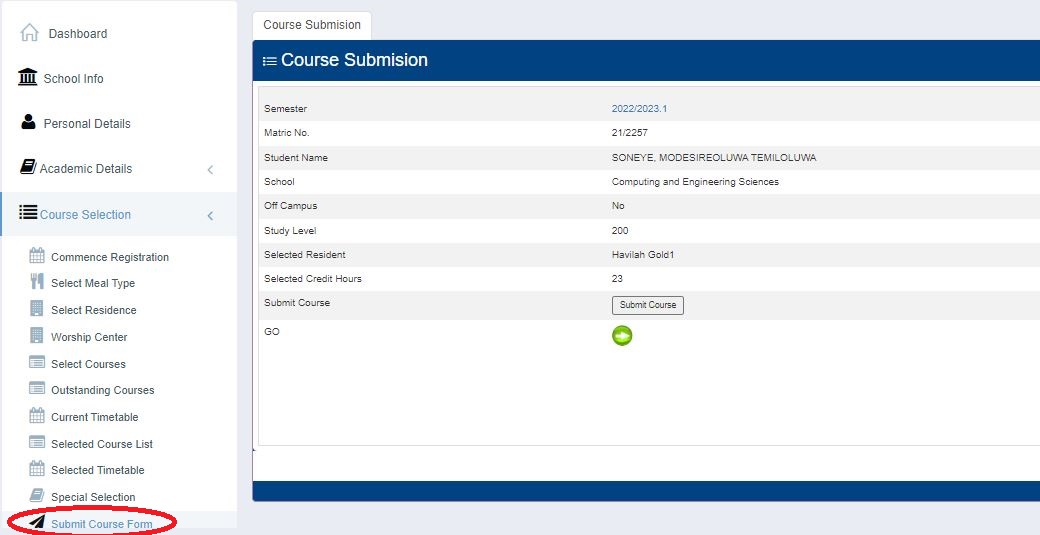 Dashboard
School Info
Personal Details
Academic Details
Course Selection
Commence Registration
Select Meal Type
Select Residence
Worship Center
Select Courses
Outstanding Courses
Current Timetable
Selected Course List
Selected Timetable
Special Selection
Submit Course Form
Course Submision
Course Submision
Semester 2022/2023.1
Matric No. 21/2257
Student Name SONEYE, MODESIREOLUWA TEMILOLUWA
School Computing and Engineering Sciences
Off Campus No
Study Level 200
Selected Resident Havilah Gold1
Selected Credit Hours 23
Submit Course Submit Course
GO